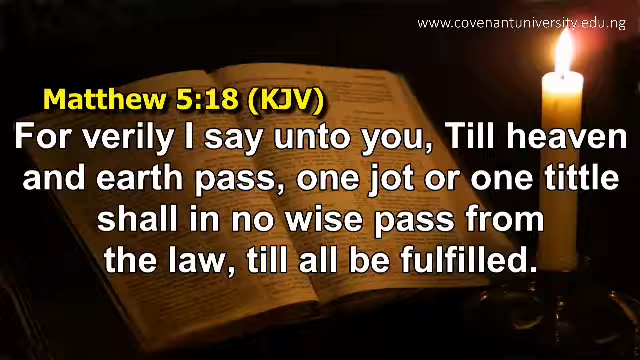 www.covenantuniversity.edu.ng
Matthew 5:18 (KJV)
For verily I say unto you, Till heaven
and earth pass, one jot or one tittle
shall in no wise pass from
the law, till all be fulfilled.